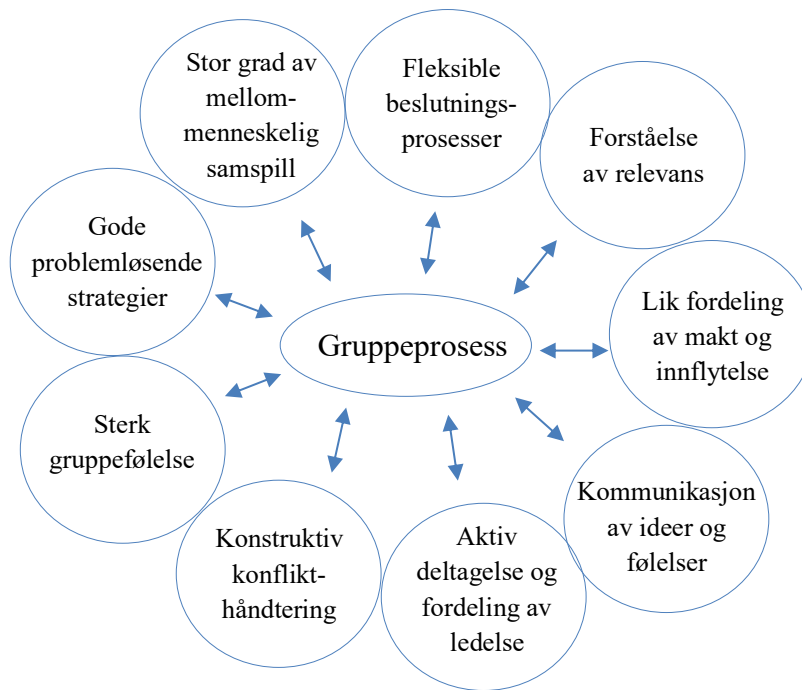 Stor grad av
mellom-
menneskelig
samspill
Fleksible
beslutnings-
prosesser
Forståelse
av relevans
Lik fordeling
av makt og
innflytelse
Kommunikasjon
av ideer og
følelser
Aktiv
deltagelse og
fordeling av
ledelse
Konstruktiv
konflikt-
håndtering
Sterk
gruppefølelse
Gode
problemløsende
strategier
Gruppeprosess